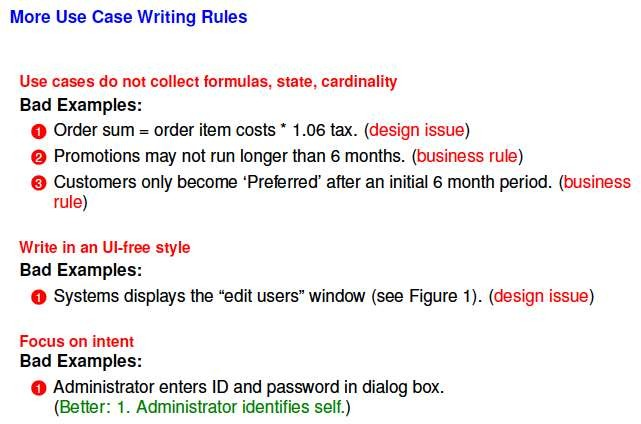 More Use Case Writing Rules
Use cases do not collect formulas, state, cardinality
Bad Examples:
1 Order sum = order item costs * 1.06 tax. (design issue)
2 Promotions may not run longer than 6 months. (business rule)
3 Customers only become ‘Preferred’ after an initial 6 month period. (business
rule)
Write in an UI-free style
Bad Examples:
1 Systems displays the “edit users” window (see Figure 1). (design issue)
Focus on intent
Bad Examples:
1 Administrator enters ID and password in dialog box.
(Better: 1. Administrator identifies self.)